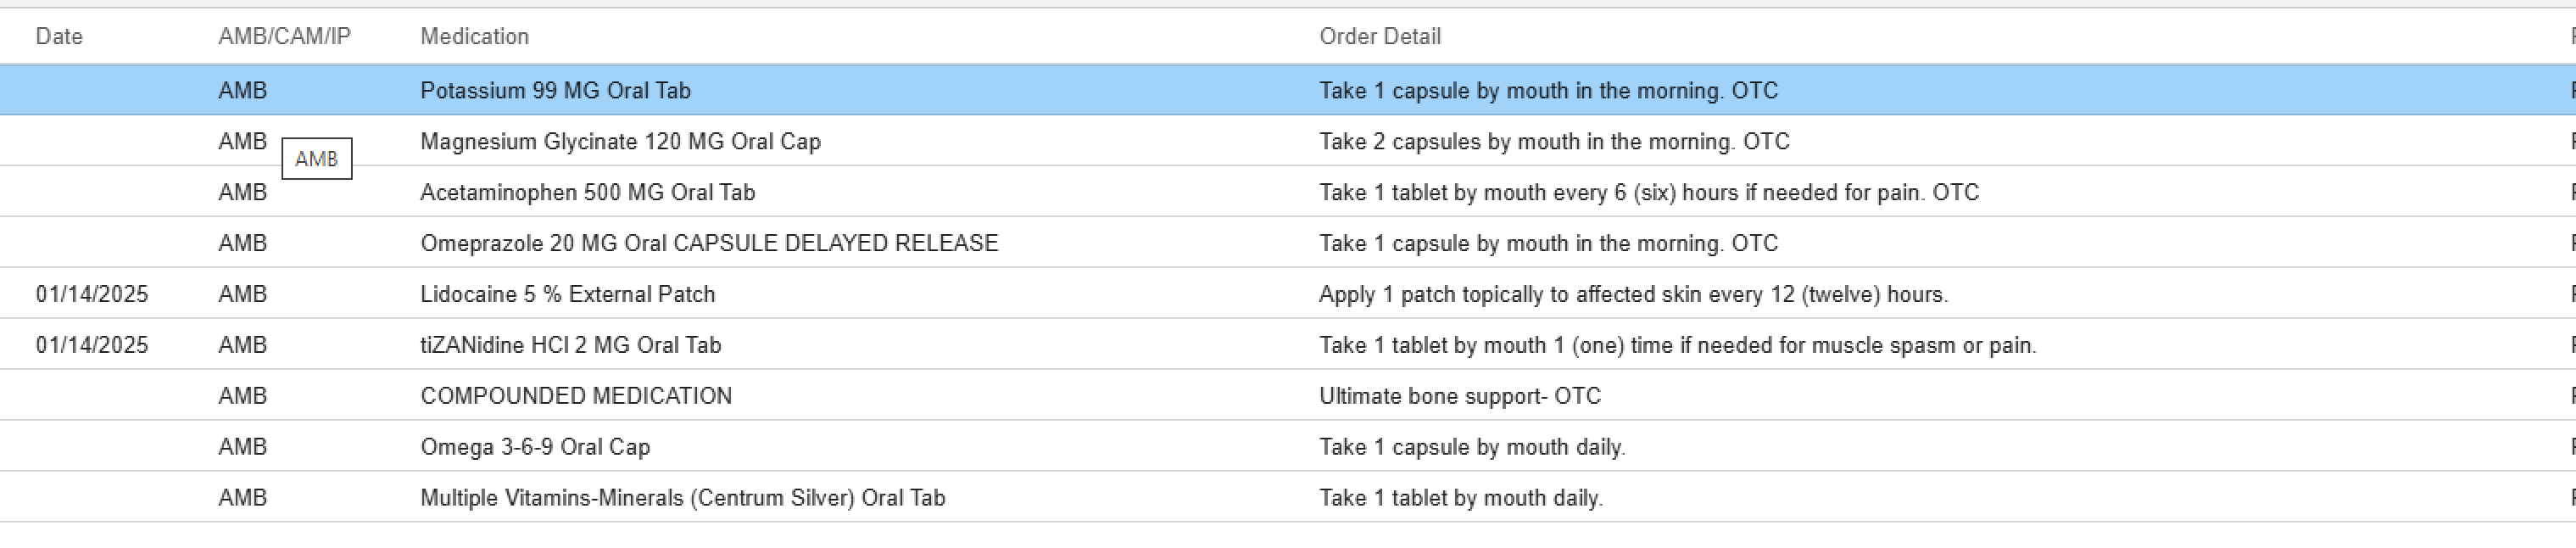 Date AMB/CAM/IP Medication Order Detail
AMB Potassium 99 MG Oral Tab Take 1 capsule by mouth in the morning. OTC
AMB Magnesium Glycinate 120 MG Oral Cap Take 2 capsules by mouth in the morning. OTC
AMB
AMB Acetaminophen 500 MG Oral Tab Take 1 tablet by mouth every 6 (six) hours if needed for pain. OTC
AMB Omeprazole 20 MG Oral CAPSULE DELAYED RELEASE Take 1 capsule by mouth in the morning. OTC
01/14/2025 AMB Lidocaine 5 % External Patch Apply 1 patch topically to affected skin every 12 (twelve) hours.
01/14/2025 AMB tiZANidine HCl 2 MG Oral Tab Take 1 tablet by mouth 1 (one) time if needed for muscle spasm or pain.
AMB COMPOUNDED MEDICATION Ultimate bone support- OTC
AMB Omega 3-6-9 Oral Cap Take 1 capsule by mouth daily.
AMB Multiple Vitamins-Minerals (Centrum Silver) Oral Tab Take 1 tablet by mouth daily.